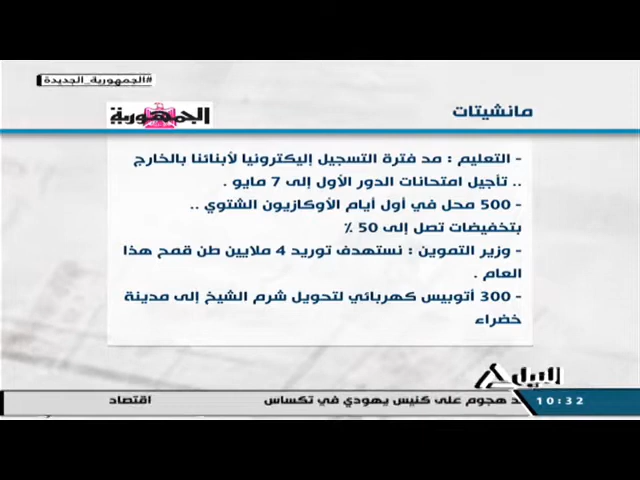 #الجمهورية_الجديدة
مانشيتات
الجمهورية
- التعليم : مد فترة التسجيل إليكترونيا لأبنائنا بالخارج
.. تأجيل امتحانات الدور الأول إلى 7 مايو .
- 500 محل في أول أيام الأوكازيون الشتوي ..
بتخفيضات تصل إلى 50 %
- وزير التموين : نستهدف توريد 4 ملايين طن قمح هذا
العام .
- 300 أتوبيس كهربائي لتحويل شرم الشيخ إلى مدينة
خضراء
10:32
هجوم على كنيس يهودي في تكساس
اقتصاد